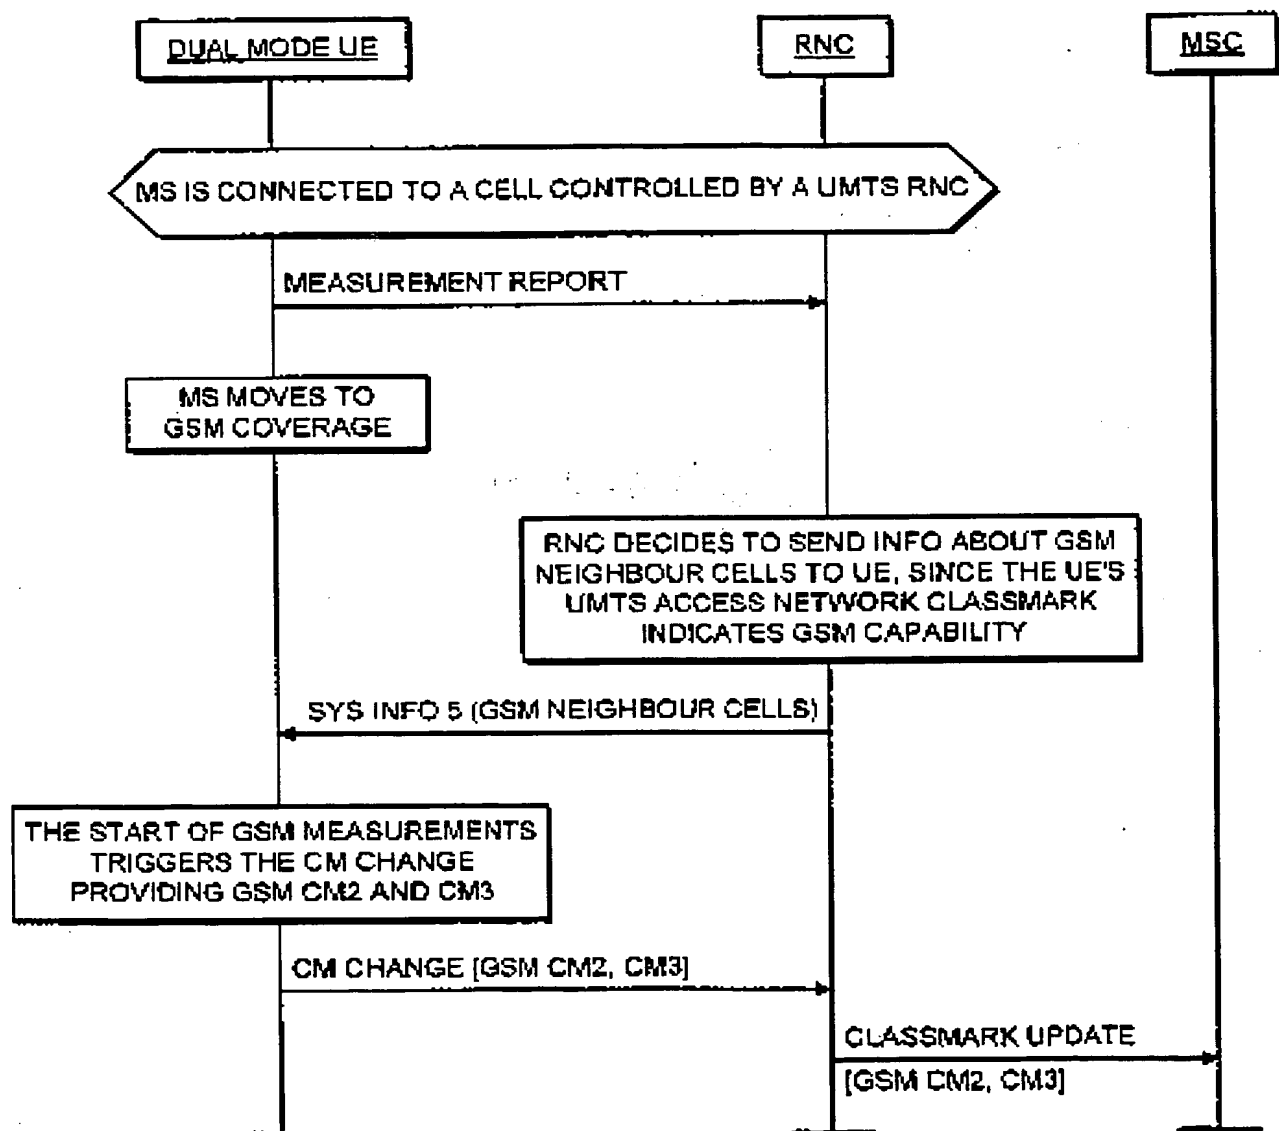 DUAL MODE UE
RNC
MSC
MS IS CONNECTED TO A CELL CONTROLLED BY A UMTS RNC
MEASUREMENT REPORT
MS MOVES TO
GSM COVERAGE
RNC DECIDES TO SEND INFO ABOUT GSM
NEIGHBOUR CELLS TO UE, SINCE THE UE'S
UMTS ACCESS NETWORK CLASSMARK
INDICATES GSM CAPABILITY
SYS INFO 5 (GSM NEIGHBOUR CELLS)
THE START OF GSM MEASUREMENTS
TRIGGERS THE CM CHANGE
PROVIDING GSM CM2 AND CM3
CM CHANGE [GSM CM2, CM3]
CLASSMARK UPDATE
[GSM CM2, CM3]